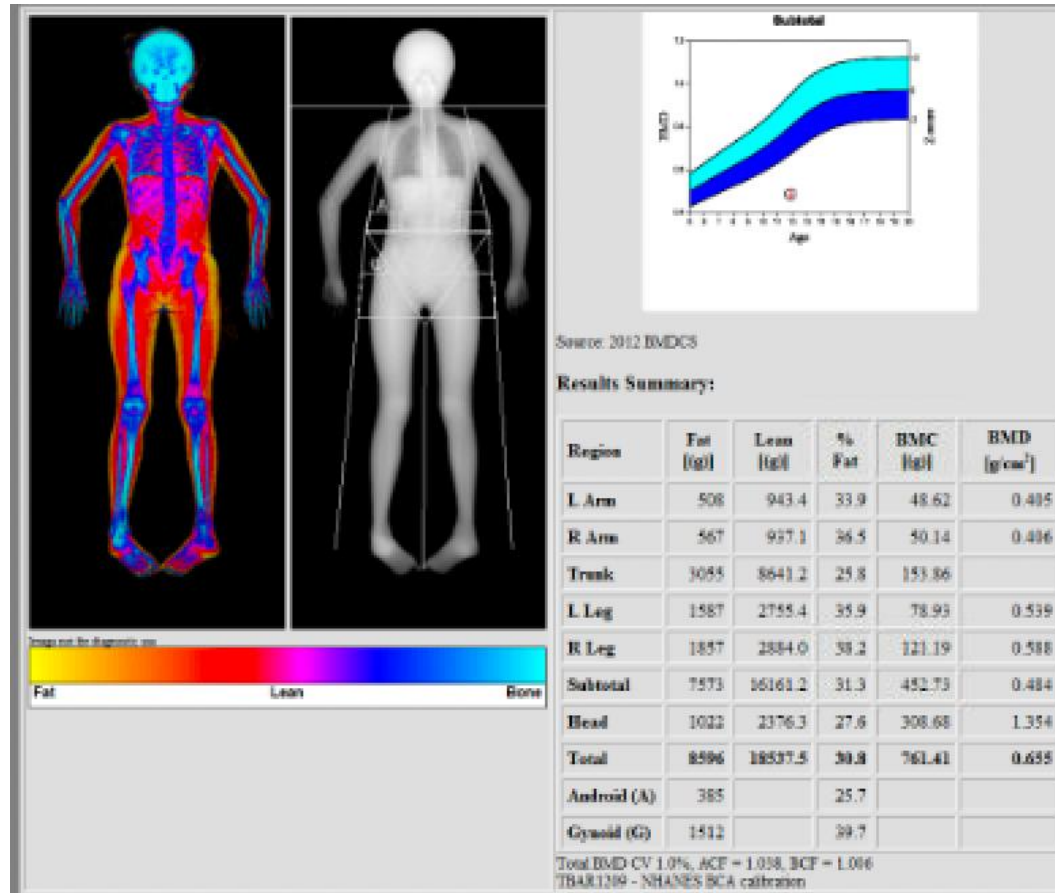 Subtotal
BMD
Z-score
Age
A
G
Image not for diagnostic use
Fat Lean Bone
Source: 2012 BMDCS
Results Summary:
Region Fat [(g)] Lean [(g)] % Fat BMC [(g)] BMD [g/cm²]
L Arm 508 943.4 33.9 48.62 0.405
R Arm 567 937.1 36.5 50.14 0.406
Trunk 3055 8641.2 25.8 153.86
L Leg 1587 2755.4 35.9 78.93 0.539
R Leg 1857 2884.0 38.2 121.19 0.588
Subtotal 7573 16161.2 31.3 452.73 0.484
Head 1022 2376.3 27.6 308.68 1.354
Total 8596 18537.5 30.8 761.41 0.655
Android (A) 385 25.7
Gynoid (G) 1512 39.7
Total BMD CV 1.0%, ACF = 1.038, BCF = 1.006
TBAR1209 - NHANES BCA calibration